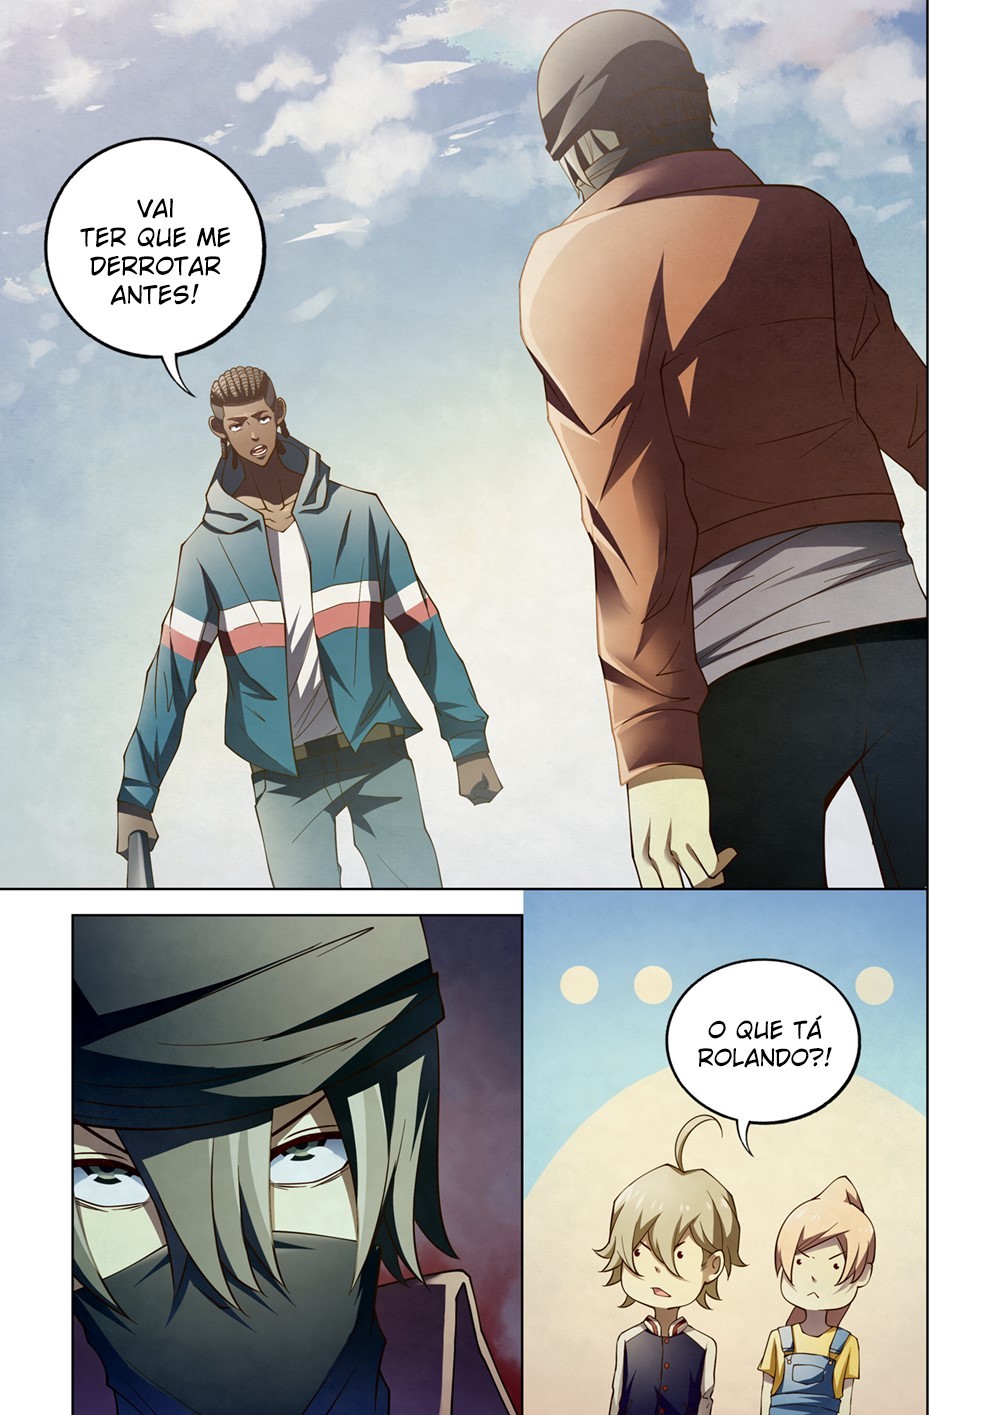 VAI
TER QUE ME
DERROTAR
ANTES!
O QUE TÁ
ROLANDO?!